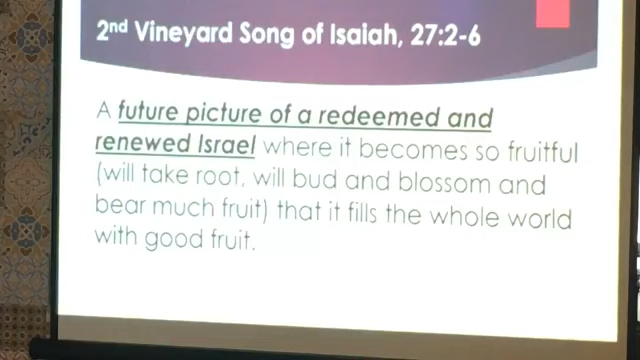 2nd Vineyard Song of Isaiah, 27:2-6
A future picture of a redeemed and
renewed Israel where it becomes so fruitful
(will take root, will bud and blossom and
bear much fruit) that it fills the whole world
with good fruit.